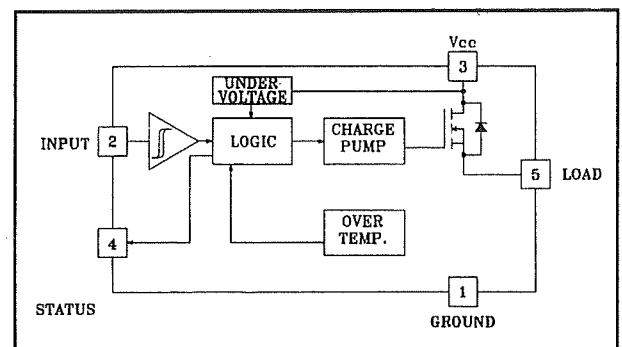 Vcc
3
UNDER-
VOLTAGE
INPUT
2
LOGIC
CHARGE
PUMP
5
LOAD
4
OVER
TEMP.
STATUS
1
GROUND